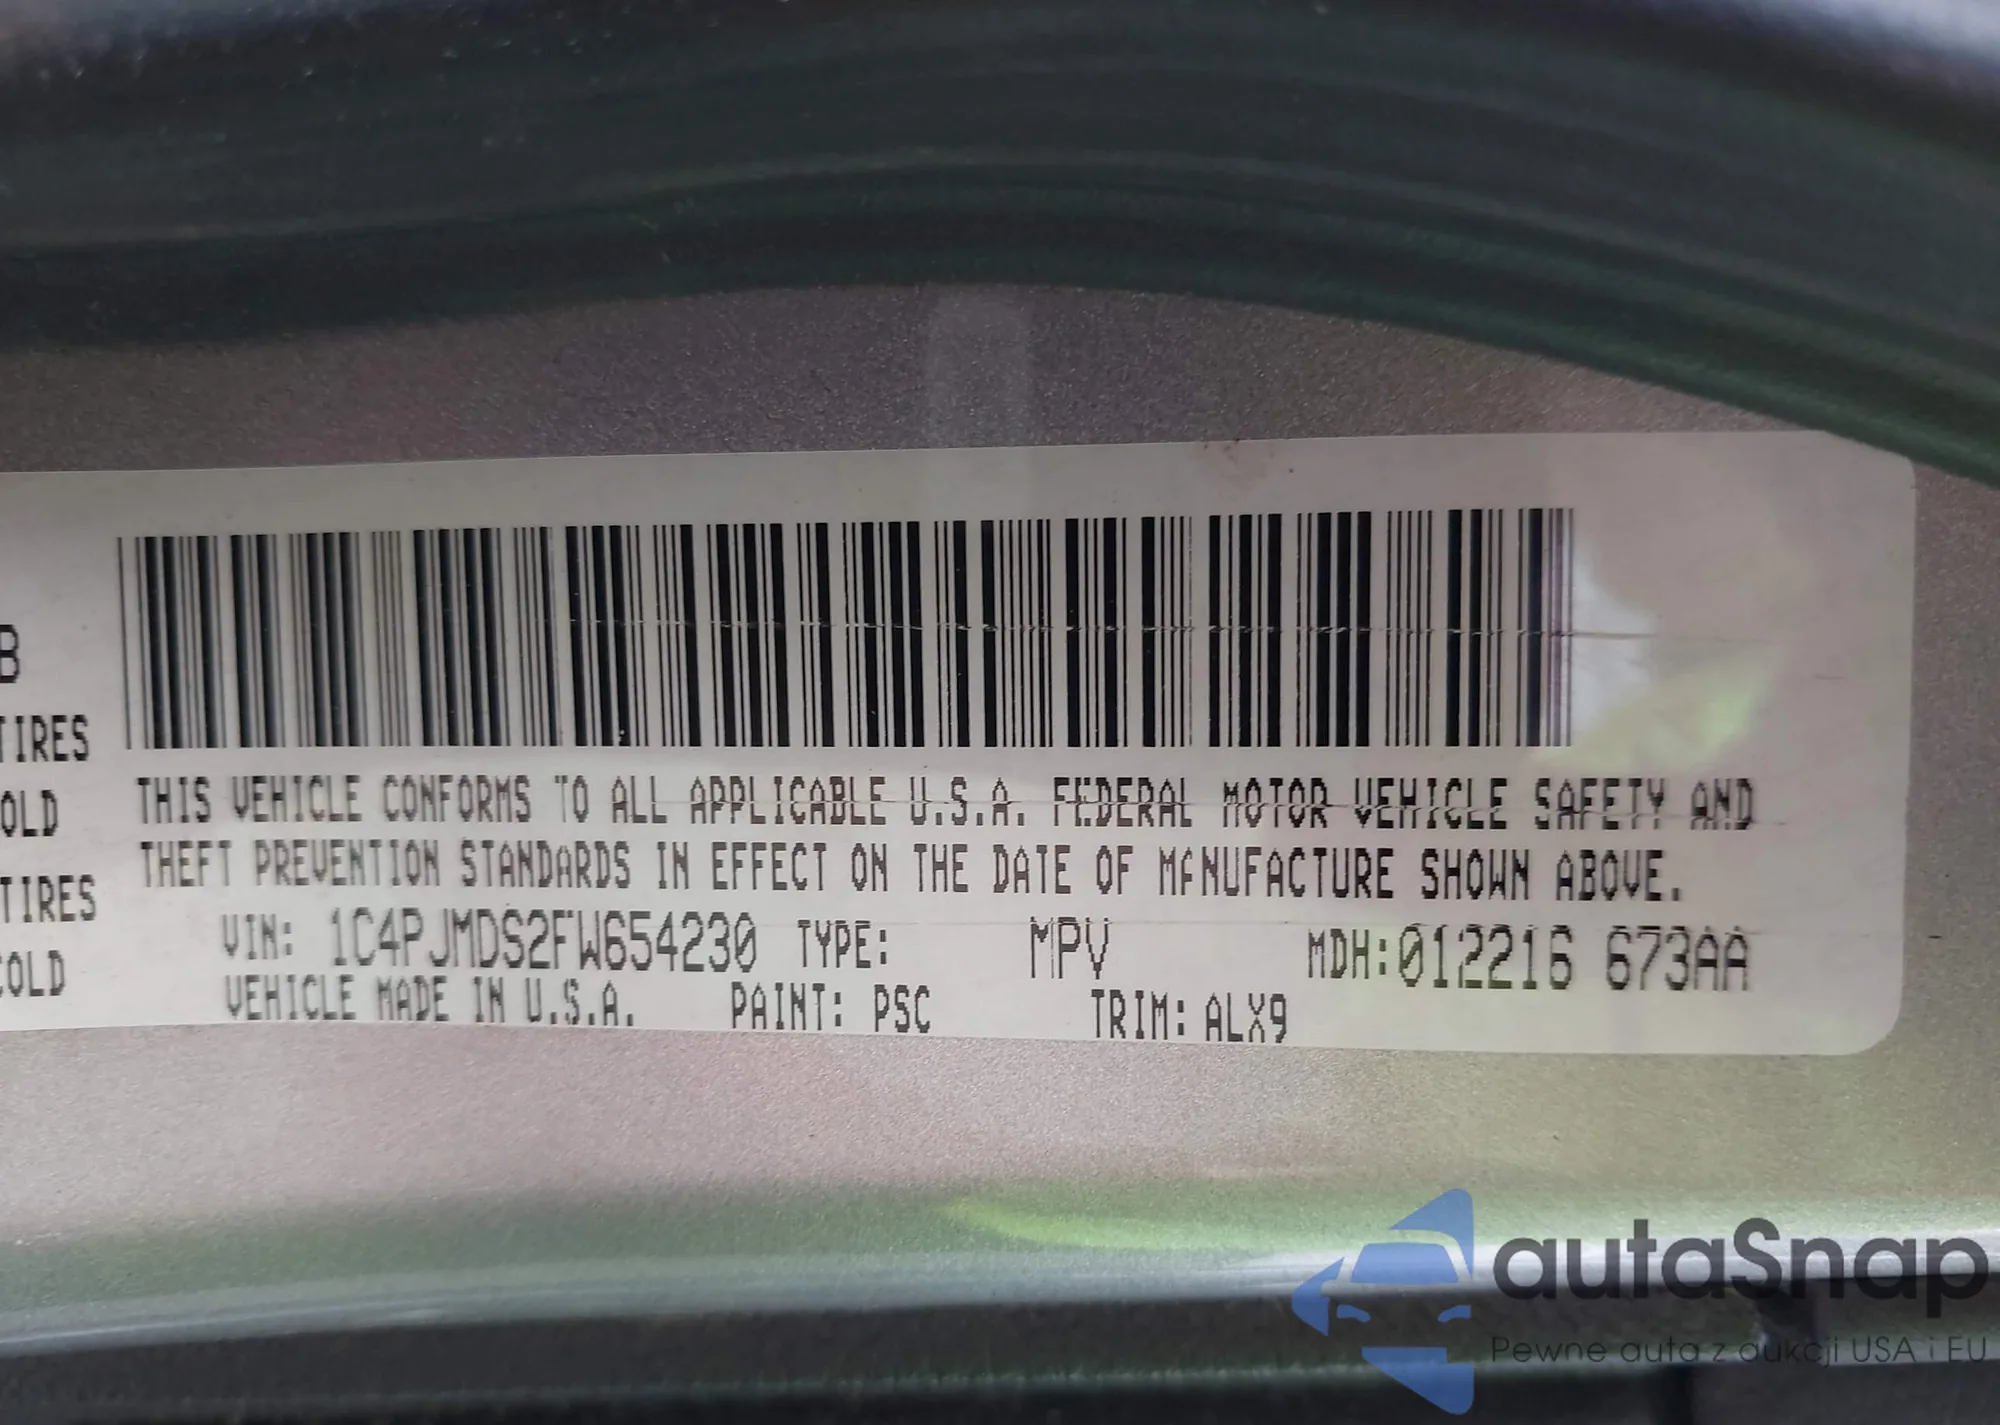 B
TIRES
OLD
TIRES
COLD
THIS VEHICLE CONFORMS TO ALL APPLICABLE U.S.A. FEDERAL MOTOR VEHICLE SAFETY AND
THEFT PREVENTION STANDARDS IN EFFECT ON THE DATE OF MANUFACTURE SHOWN ABOVE.
VIN: 1C4PJMDS2FW654230 TYPE: MPV MDH:012216 673AA
VEHICLE MADE IN U.S.A. PAINT: PSC TRIM: ALX9
autaSnap
Pewne auta z aukcji USA i EU